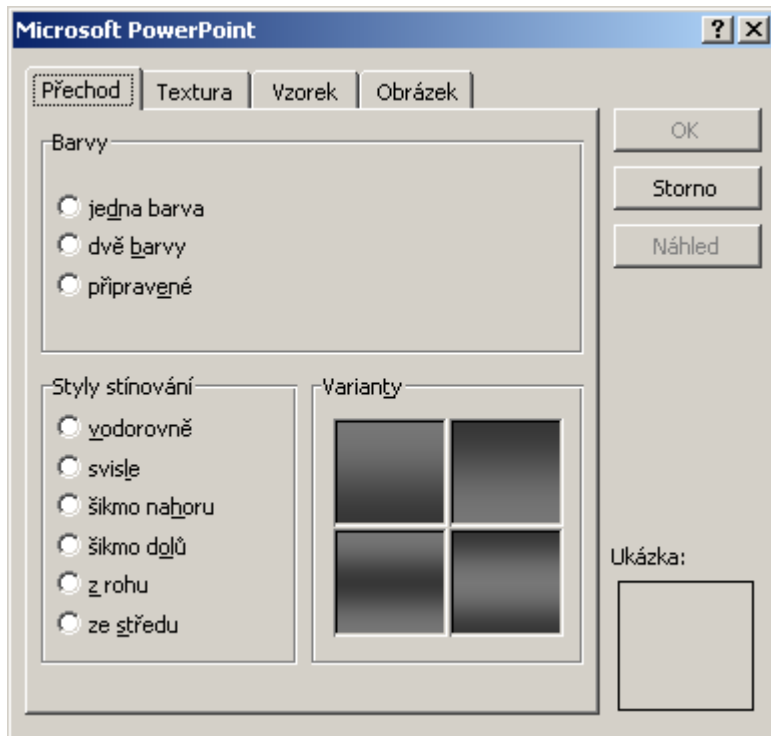 Microsoft PowerPoint
Přechod Textura Vzorek Obrázek
Barvy
jedna barva
dvě barvy
připravené
OK
Storno
Náhled
Styly stínování
vodorovně
svisle
šikmo nahoru
šikmo dolů
z rohu
ze středu
Varianty
Ukázka: